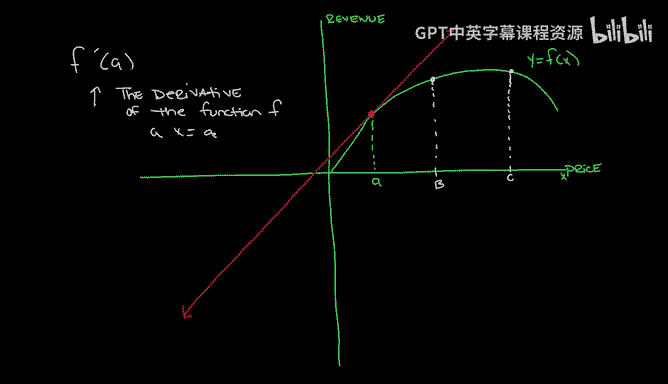 REVENUE
GPT中英字幕课程资源 bilibili
f'(a)
y=f(x)
↑ THE DERIVATIVE
of the function f
a x = a
a
B
C
x PRICE